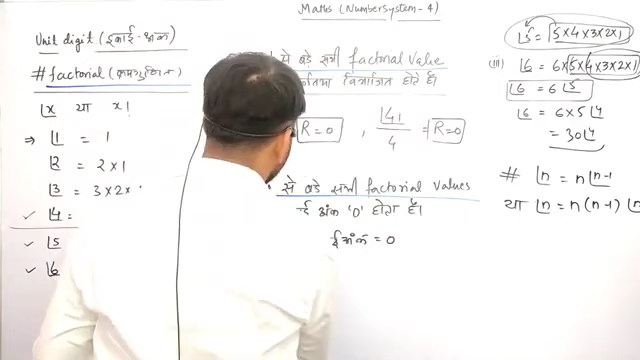 Maths (Number system - 4)
Unit digit (इकाई - अंक)
# factorial (क्रमगुणित)
⌊x या x!
⇒ ⌊1 = 1
⌊2 = 2×1
⌊3 = 3×2×
✓ ⌊4 =
✓ ⌊5
✓ ⌊6
से बडे सभी factorial value
विभाजित होते हैं
R=0 , ⌊41/4 = R=0
से बडे सभी factorial values
अंक '0' होता है।
ई अंक = 0
⌊5 = 5×4×3×2×1
(iii) ⌊6 = 6×5×4×3×2×1
⌊6 = 6⌊5
⌊6 = 6×5⌊4
= 30⌊4
# ⌊n = n⌊n-1
या ⌊n = n(n-1)